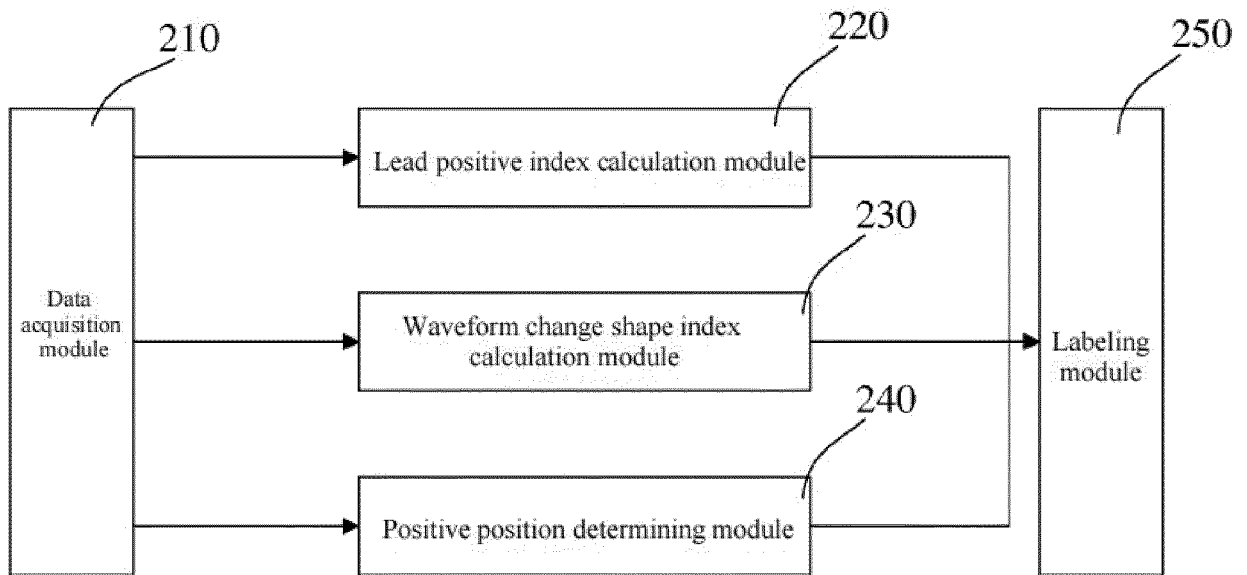 210
220
250
Lead positive index calculation module
230
Data
acquisition
module
Waveform change shape index
calculation module
Labeling
module
240
Positive position determining module